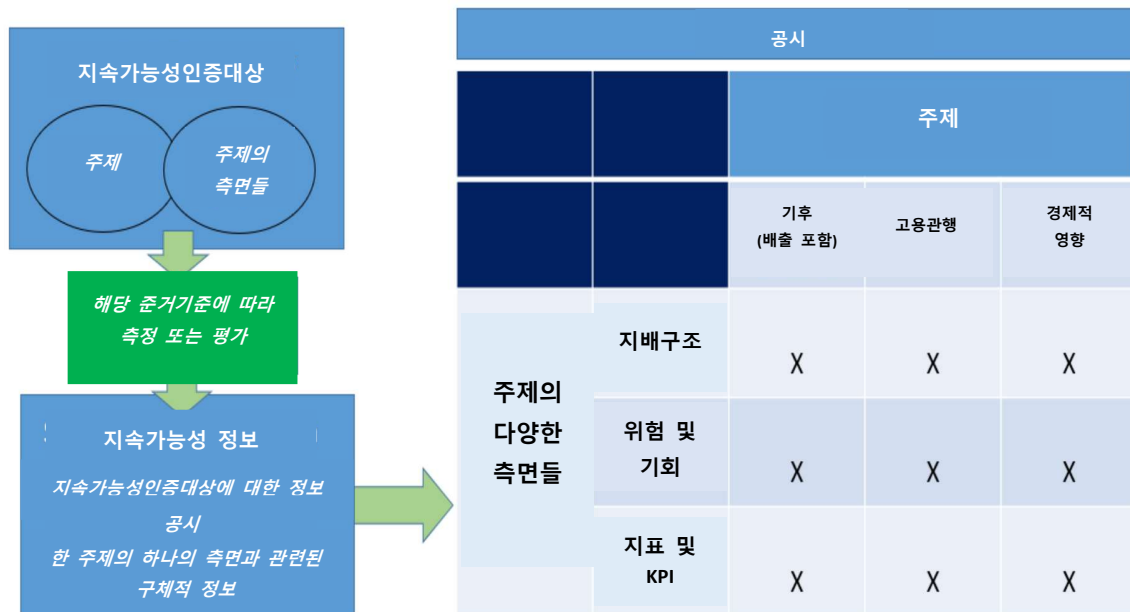 지속가능성인증대상
주제
주제의
측면들
해당 준거기준에 따라
측정 또는 평가
지속가능성 정보
지속가능성인증대상에 대한 정보
공시
한 주제의 하나의 측면과 관련된
구체적 정보
공시
주제
기후
(배출 포함)
고용관행
경제적
영향
주제의
다양한
측면들
지배구조
X X X
위험 및
기회
X X X
지표 및
KPI
X X X